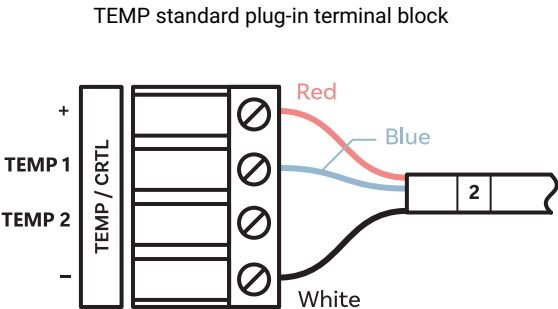 TEMP standard plug-in terminal block
Red
+
Blue
TEMP 1
TEMP / CRTL
2
TEMP 2
–
White